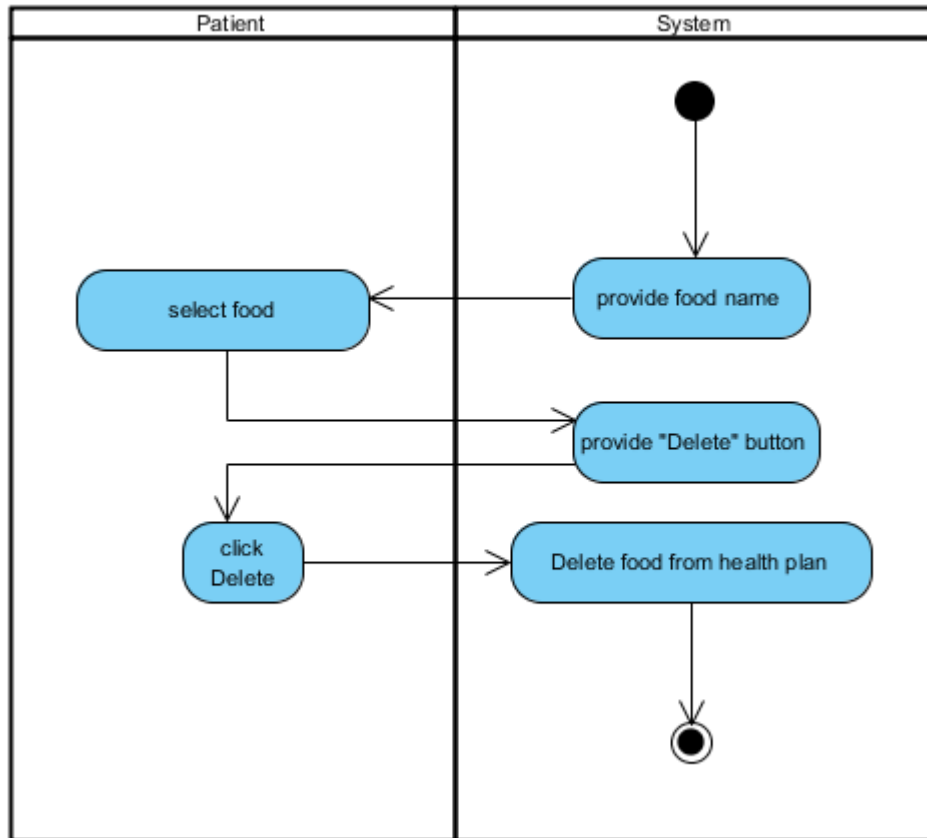 Patient
System
provide food name
select food
provide "Delete" button
click
Delete
Delete food from health plan